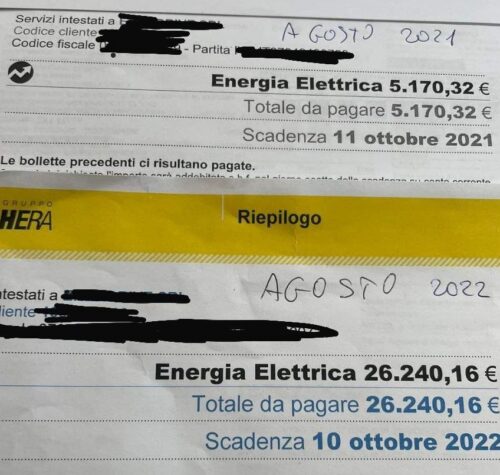 Servizi intestati a
AGOSTO 2021
Codice cliente
Codice fiscale - Partita
Energia Elettrica 5.170,32 €
Totale da pagare 5.170,32 €
Scadenza 11 ottobre 2021
Le bollette precedenti ci risultano pagate.
GRUPPO
HERA
Riepilogo
ntestati a
AGOSTO 2022
liente
Energia Elettrica 26.240,16 €
Totale da pagare 26.240,16 €
Scadenza 10 ottobre 2022